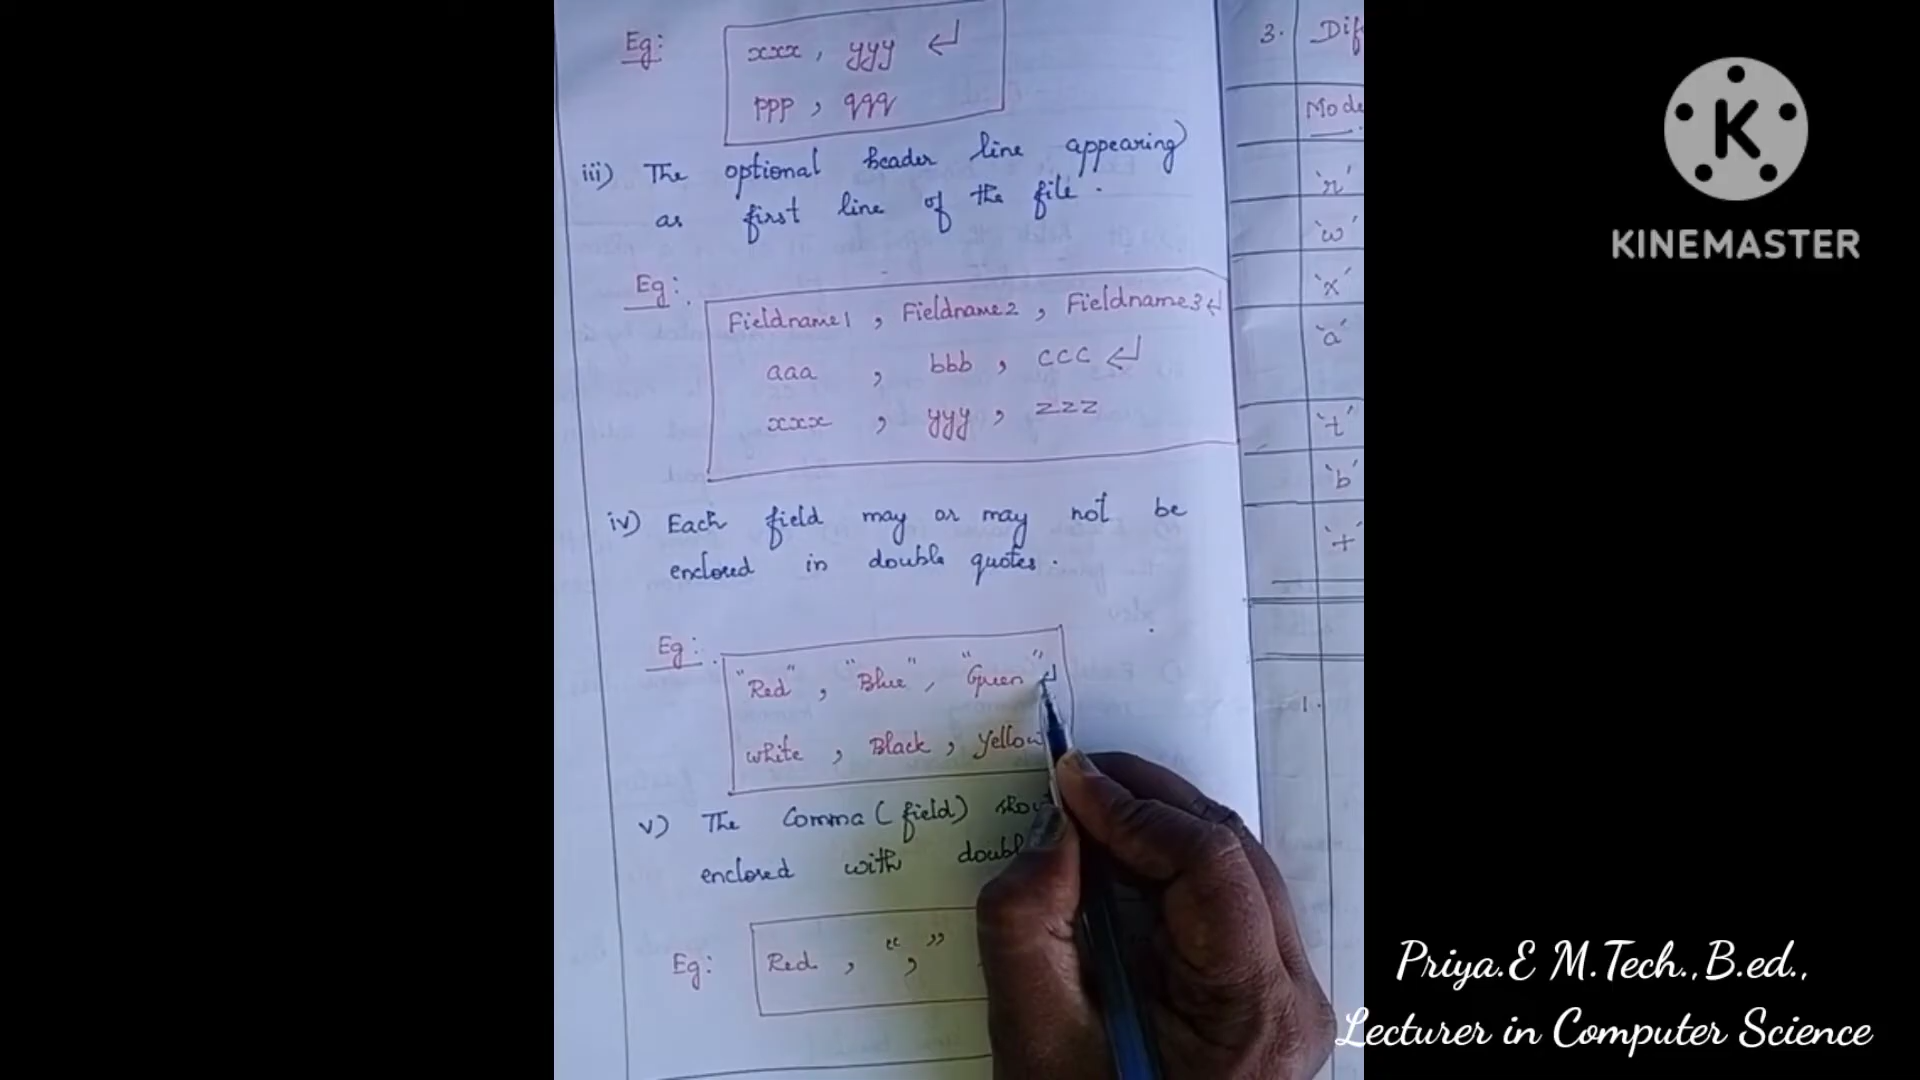 Eg:
xxx, yyy ↵
ppp, qqq
iii) The optional header line appearing
as first line of the file.
Eg:
Fieldname1, Fieldname2, Fieldname3↵
aaa, bbb, ccc ↵
xxx, yyy, zzz
iv) Each field may or may not be
enclosed in double quotes.
Eg:
"Red", "Blue", "Green" ↵
white, Black, Yellow
v) The Comma (field)
enclosed with
Eg: Red, ","
3.
'r'
'w'
'x'
'a'
't'
'b'
'+'
1.
KINEMASTER
Priya.E M.Tech.,B.ed.,
Lecturer in Computer Science